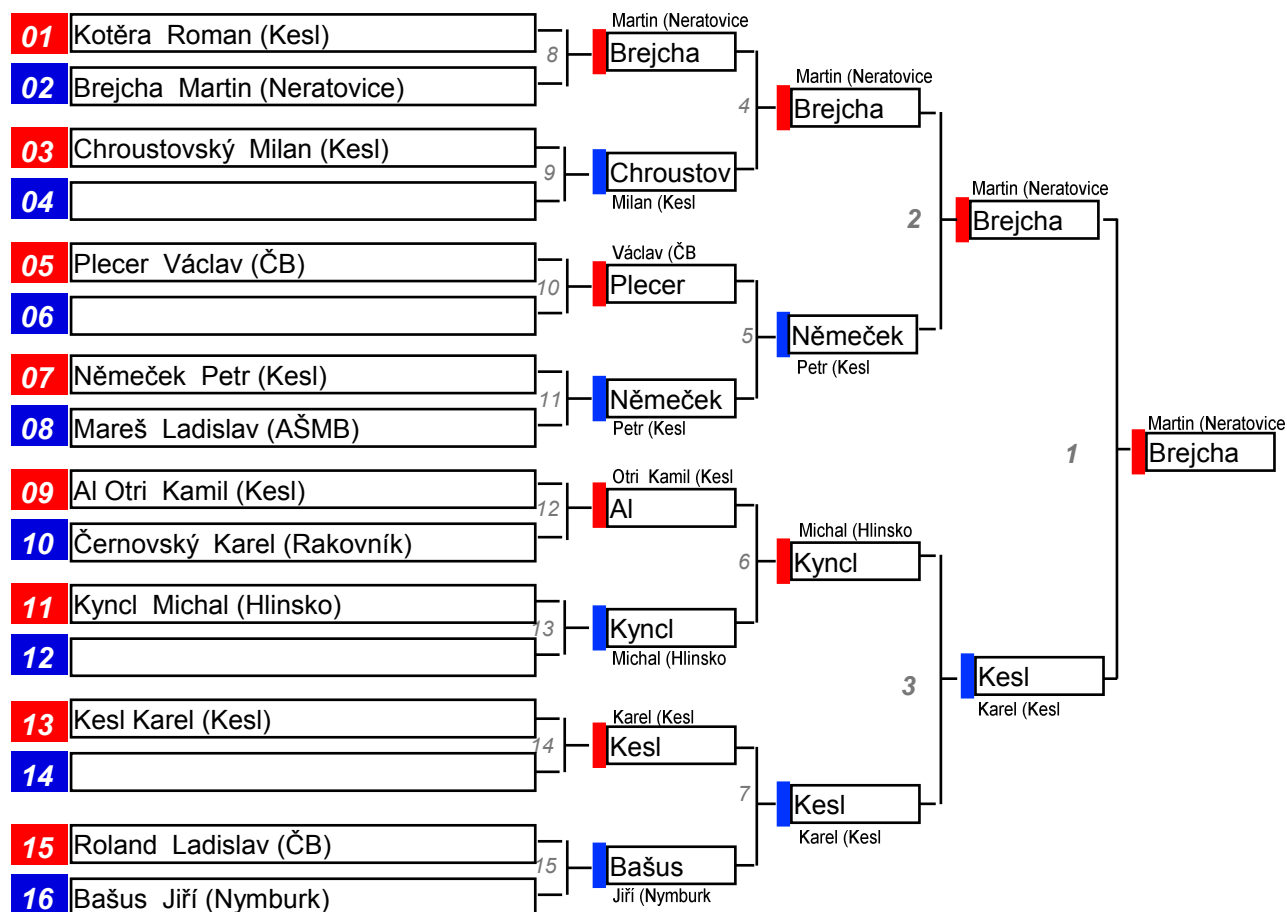 01 Kotěra Roman (Kesl)
02 Brejcha Martin (Neratovice)
03 Chroustovský Milan (Kesl)
04
05 Plecer Václav (ČB)
06
07 Němeček Petr (Kesl)
08 Mareš Ladislav (AŠMB)
09 Al Otri Kamil (Kesl)
10 Černovský Karel (Rakovník)
11 Kyncl Michal (Hlinsko)
12
13 Kesl Karel (Kesl)
14
15 Roland Ladislav (ČB)
16 Bašus Jiří (Nymburk)
8
9
10
11
12
13
14
15
Martin (Neratovice
Brejcha
Chroustov
Milan (Kesl
Václav (ČB
Plecer
Němeček
Petr (Kesl
Otri Kamil (Kesl
Al
Kyncl
Michal (Hlinsko
Karel (Kesl
Kesl
Bašus
Jiří (Nymburk
4
5
6
7
Martin (Neratovice
Brejcha
Němeček
Petr (Kesl
Michal (Hlinsko
Kyncl
Kesl
Karel (Kesl
2
3
Martin (Neratovice
Brejcha
Kesl
Karel (Kesl
1
Martin (Neratovice
Brejcha